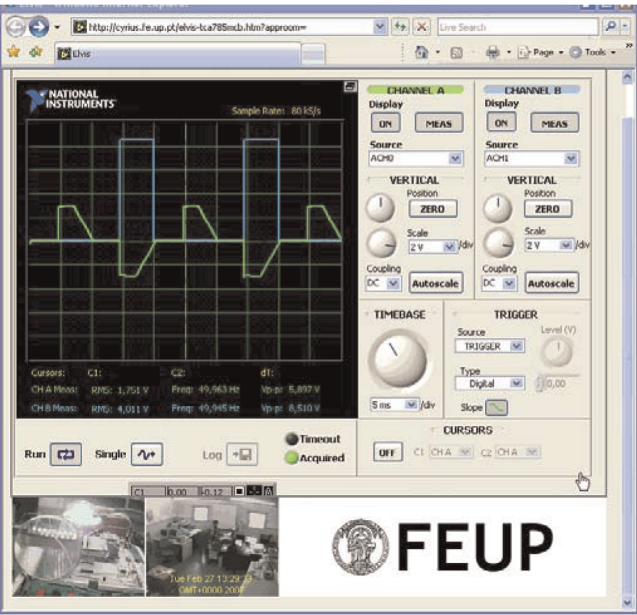 http://cyrius.fe.up.pt/elvis-tca785mcb.htm?approom=
Live Search
Elvis
Page
Tools
NATIONAL
INSTRUMENTS
Sample Rate: 80 kS/s
Cursors: C1: C2: dT:
CH A Meas: RMS: 1,751 V Freq: 49,963 Hz Vp-p: 5,897 V
CH B Meas: RMS: 4,011 V Freq: 49,945 Hz Vp-p: 8,510 V
Run
Single
Log
Timeout
Acquired
CHANNEL A
Display
ON MEAS
Source
ACH0
VERTICAL
Position
ZERO
Scale
2 V /div
Coupling
DC Autoscale
CHANNEL B
Display
ON MEAS
Source
ACH1
VERTICAL
Position
ZERO
Scale
2 V /div
Coupling
DC Autoscale
TIMEBASE
5 ms /div
TRIGGER
Source
TRIGGER
Level (V)
Type
Digital
0,00
Slope
CURSORS
OFF C1 CH A C2 CH A
C1 0.00 -0.12
Tue Feb 27 13:29:
GMT+0000
FEUP